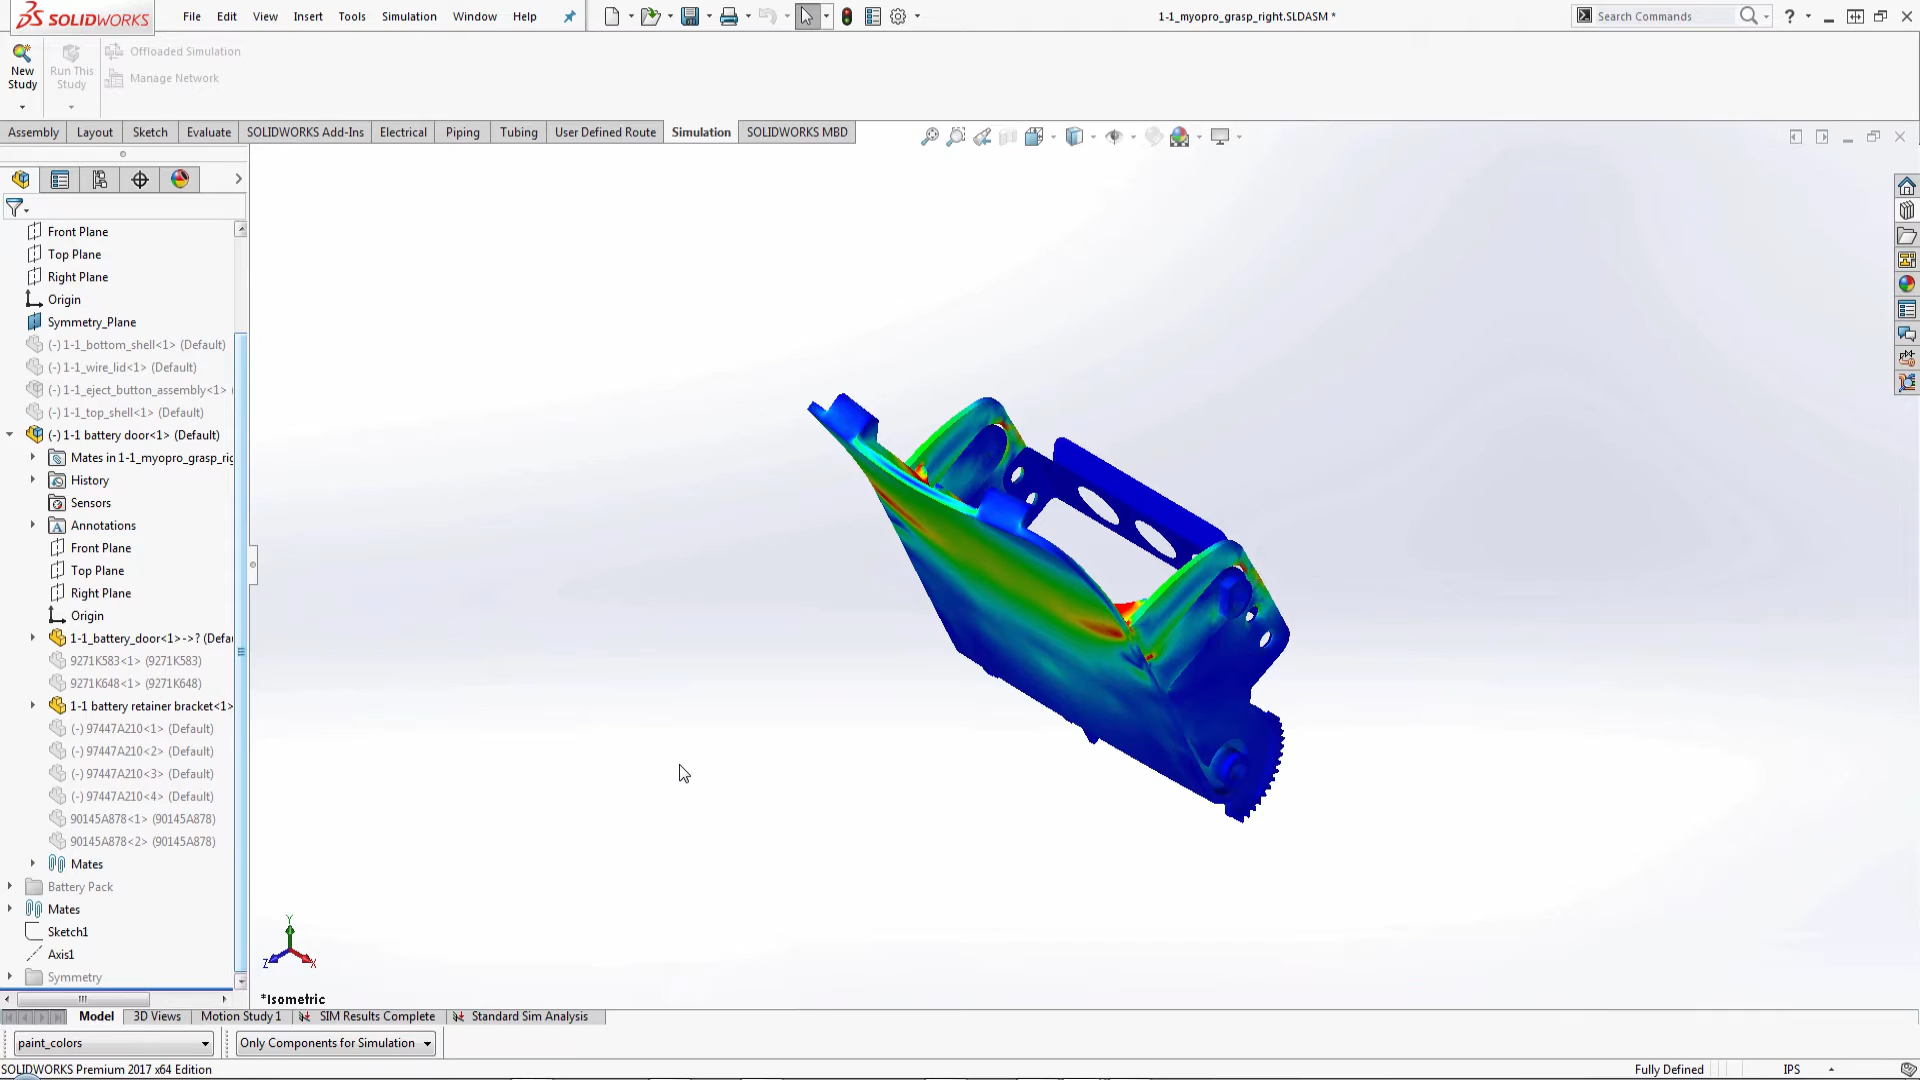 SOLIDWORKS
File Edit View Insert Tools Simulation Window Help
1-1_myopro_grasp_right.SLDASM *
Search Commands
New Study
Run This Study
Offloaded Simulation
Manage Network
Assembly Layout Sketch Evaluate SOLIDWORKS Add-Ins Electrical Piping Tubing User Defined Route Simulation SOLIDWORKS MBD
Front Plane
Top Plane
Right Plane
Origin
Symmetry_Plane
(-) 1-1_bottom_shell<1> (Default)
(-) 1-1_wire_lid<1> (Default)
(-) 1-1_eject_button_assembly<1> (
(-) 1-1_top_shell<1> (Default)
(-) 1-1 battery door<1> (Default)
Mates in 1-1_myopro_grasp_rig
History
Sensors
Annotations
Front Plane
Top Plane
Right Plane
Origin
1-1_battery_door<1>->? (Defau
9271K583<1> (9271K583)
9271K648<1> (9271K648)
1-1 battery retainer bracket<1>
(-) 97447A210<1> (Default)
(-) 97447A210<2> (Default)
(-) 97447A210<3> (Default)
(-) 97447A210<4> (Default)
90145A878<1> (90145A878)
90145A878<2> (90145A878)
Mates
Battery Pack
Mates
Sketch1
Axis1
Symmetry
Y
Z X
*Isometric
Model 3D Views Motion Study 1 SIM Results Complete Standard Sim Analysis
paint_colors Only Components for Simulation
SOLIDWORKS Premium 2017 x64 Edition Fully Defined IPS